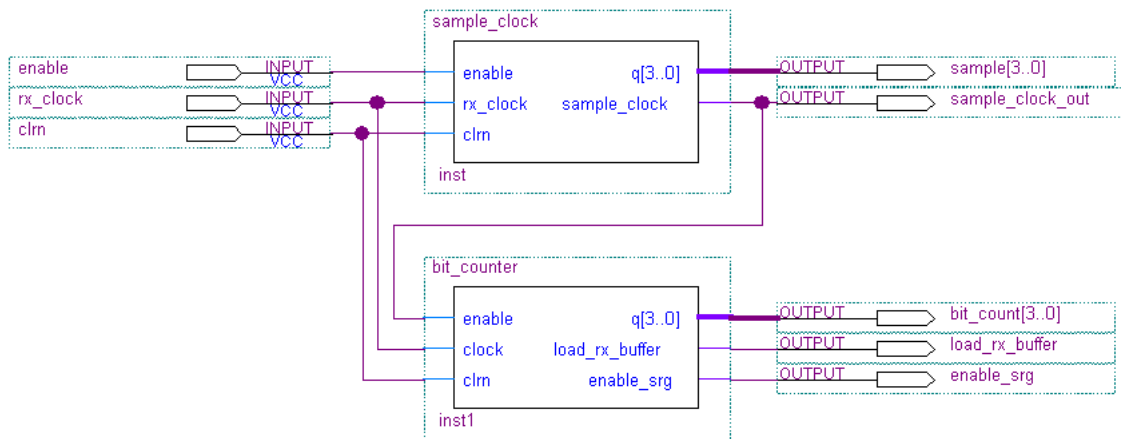 sample_clock
enable INPUT VCC
rx_clock INPUT VCC
clrn INPUT VCC
enable q[3..0]
rx_clock sample_clock
clrn
inst
OUTPUT sample[3..0]
OUTPUT sample_clock_out
bit_counter
enable q[3..0]
clock load_rx_buffer
clrn enable_srg
inst1
OUTPUT bit_count[3..0]
OUTPUT load_rx_buffer
OUTPUT enable_srg